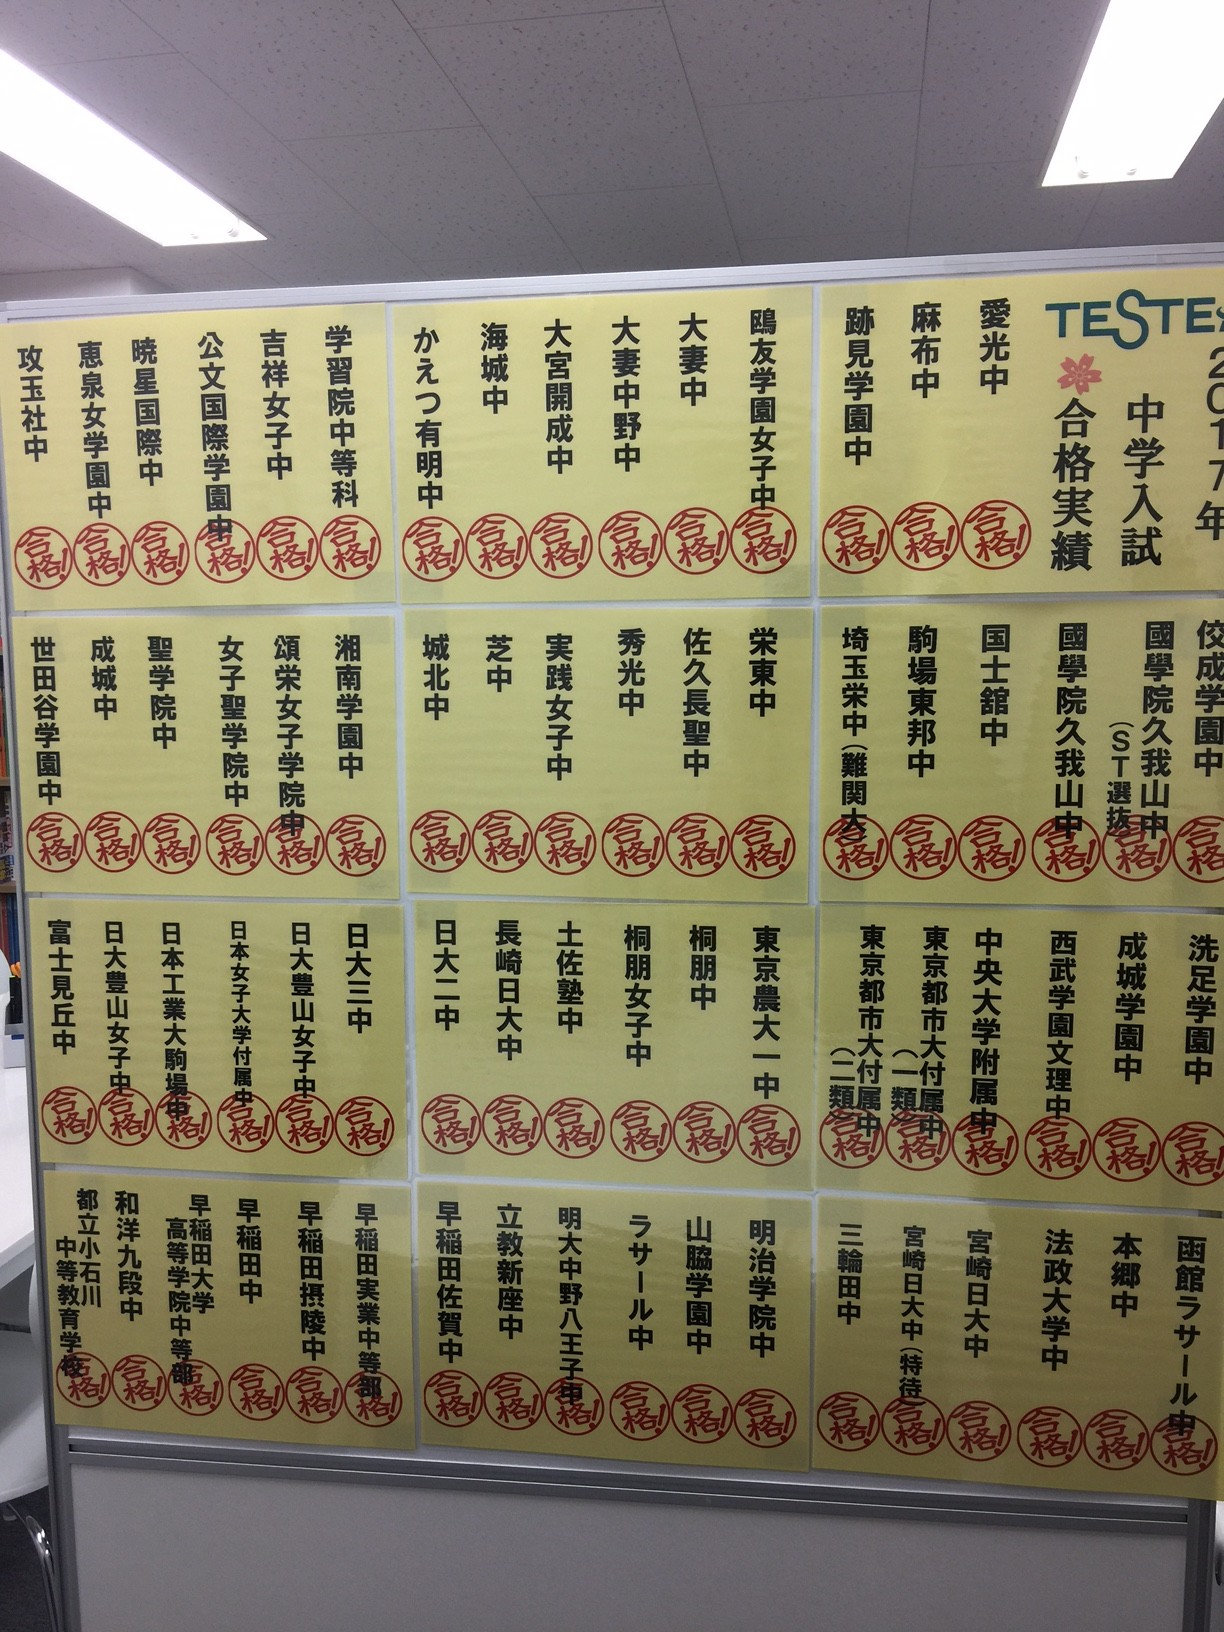 TESTE
2017年
中学入試
合格実績
愛光中
合格!
麻布中
合格!
跡見学園中
合格!
鴎友学園女子中
合格!
大妻中
合格!
大妻中野中
合格!
大宮開成中
合格!
海城中
合格!
かえつ有明中
合格!
学習院中等科
合格!
吉祥女子中
合格!
公文国際学園中
合格!
暁星国際中
合格!
恵泉女学園中
合格!
攻玉社中
合格!
佼成学園中
合格!
國學院久我山中
(ST選抜)
合格!
國學院久我山中
合格!
国士舘中
合格!
駒場東邦中
合格!
埼玉栄中(難関大
合格!
栄東中
合格!
佐久長聖中
合格!
秀光中
合格!
実践女子中
合格!
芝中
合格!
城北中
合格!
湘南学園中
合格!
頌栄女子学院中
合格!
女子聖学院中
合格!
聖学院中
合格!
成城中
合格!
世田谷学園中
合格!
洗足学園中
合格!
成城学園中
合格!
西武学園文理中
合格!
中央大学附属中
合格!
東京都市大付属中
(一類)
合格!
東京都市大付属中
(二類)
合格!
東京農大一中
合格!
桐朋中
合格!
桐朋女子中
合格!
土佐塾中
合格!
長崎日大中
合格!
日大二中
合格!
日大三中
合格!
日大豊山女子中
合格!
日本女子大学付属中
合格!
日本工業大駒場中
合格!
日大豊山女子中
合格!
富士見丘中
合格!
函館ラサール中
合格!
本郷中
合格!
法政大学中
合格!
宮崎日大中
合格!
宮崎日大中(特待)
合格!
三輪田中
合格!
明治学院中
合格!
山脇学園中
合格!
ラサール中
合格!
明大中野八王子中
合格!
立教新座中
合格!
早稲田佐賀中
合格!
早稲田実業中等部
合格!
早稲田摂陵中
合格!
早稲田中
合格!
早稲田大学
高等学院中等部
合格!
和洋九段中
合格!
都立小石川
中等教育学校
合格!